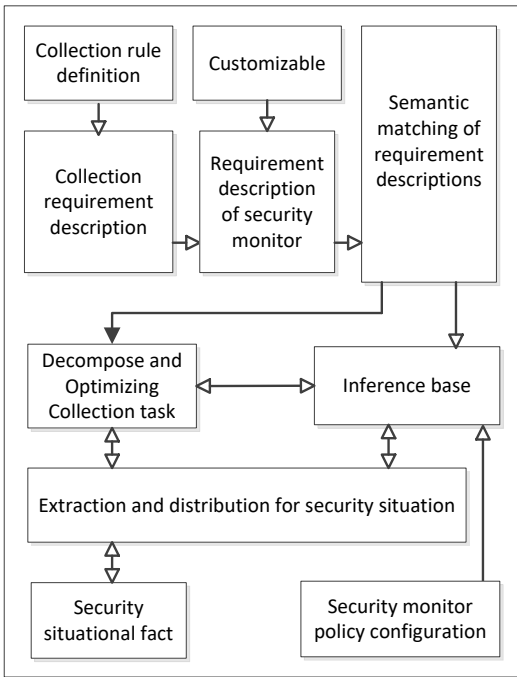 Collection rule
definition
Customizable
Semantic
matching of
requirement
descriptions
Collection
requirement
description
Requirement
description
of security
monitor
Decompose and
Optimizing
Collection task
Inference base
Extraction and distribution for security situation
Security
situational fact
Security monitor
policy configuration